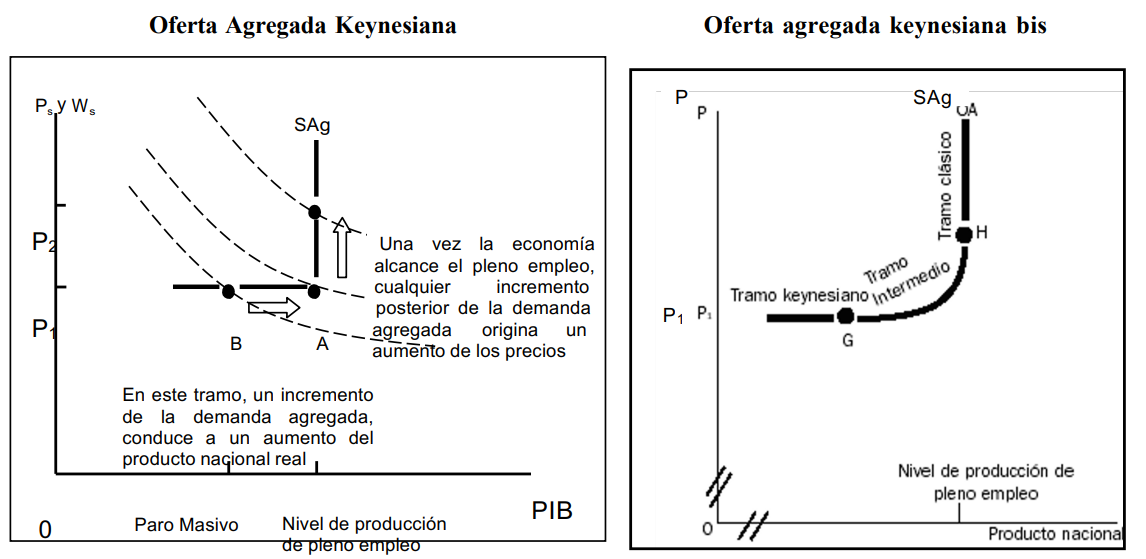 Oferta Agregada Keynesiana
Ps y Ws
SAg
P2
Una vez la economía
alcance el pleno empleo,
cualquier incremento
posterior de la demanda
agregada origina un
aumento de los precios
P1
B
A
En este tramo, un incremento
de la demanda agregada,
conduce a un aumento del
producto nacional real
PIB
0
Paro Masivo
Nivel de producción
de pleno empleo
Oferta agregada keynesiana bis
P
P
SAg
OA
Tramo clásico
H
Tramo
Intermedio
Tramo keynesiano
P1
P1
G
Nivel de producción de
pleno empleo
0
Producto nacional